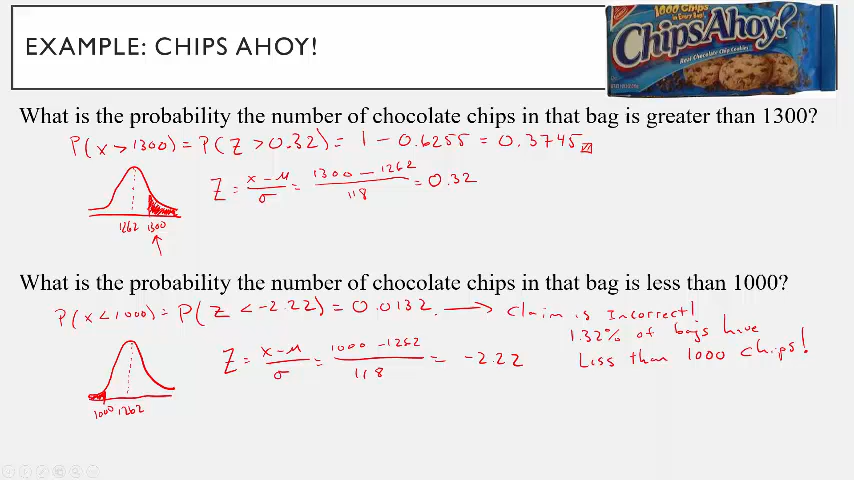 EXAMPLE: CHIPS AHOY!
1000 Chips
in Every Bag!
Chips Ahoy!
Real Chocolate Chip Cookies
What is the probability the number of chocolate chips in that bag is greater than 1300?
P(x > 1300) = P(Z > 0.32) = 1 - 0.6255 = 0.3745
Z = x - μ / σ = 1300 - 1262 / 118 = 0.32
1262 1300
What is the probability the number of chocolate chips in that bag is less than 1000?
P(x < 1000) = P(Z < -2.22) = 0.0132. → Claim is Incorrect!
1.32% of bags have
Less than 1000 chips!
Z = x - μ / σ = 1000 - 1262 / 118 = -2.22
1000 1262